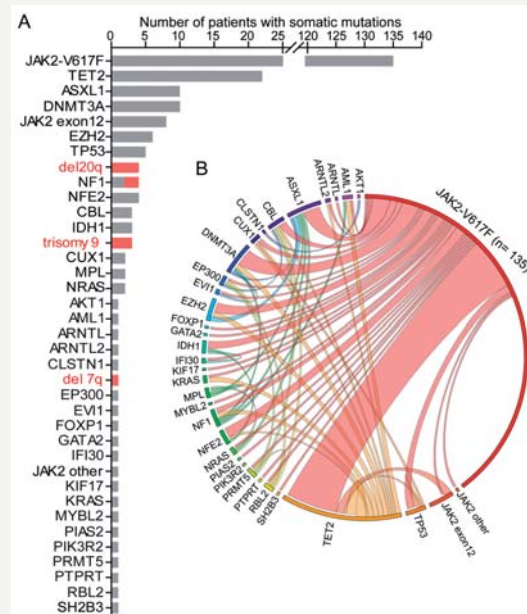 A
Number of patients with somatic mutations
0 5 10 15 20 25 120 125 130 135 140
JAK2-V617F
TET2
ASXL1
DNMT3A
JAK2 exon12
EZH2
TP53
del20q
NF1
NFE2
CBL
IDH1
trisomy 9
CUX1
MPL
NRAS
AKT1
AML1
ARNTL
ARNTL2
CLSTN1
del 7q
EP300
EVI1
FOXP1
GATA2
IFI30
JAK2 other
KIF17
KRAS
MYBL2
PIAS2
PIK3R2
PRMT5
PTPRT
RBL2
SH2B3
B
JAK2-V617F (n= 135)
AKT1
AML1
ARNTL
ARNTL2
ASXL1
CBL
CLSTN1
CUX1
DNMT3A
EP300
EVI1
EZH2
FOXP1
GATA2
IDH1
IFI30
KIF17
KRAS
MPL
MYBL2
NF1
NFE2
NRAS
PIAS2
PIK3R2
PRMT5
PTPRT
RBL2
SH2B3
TET2
TP53
JAK2 exon12
JAK2 other